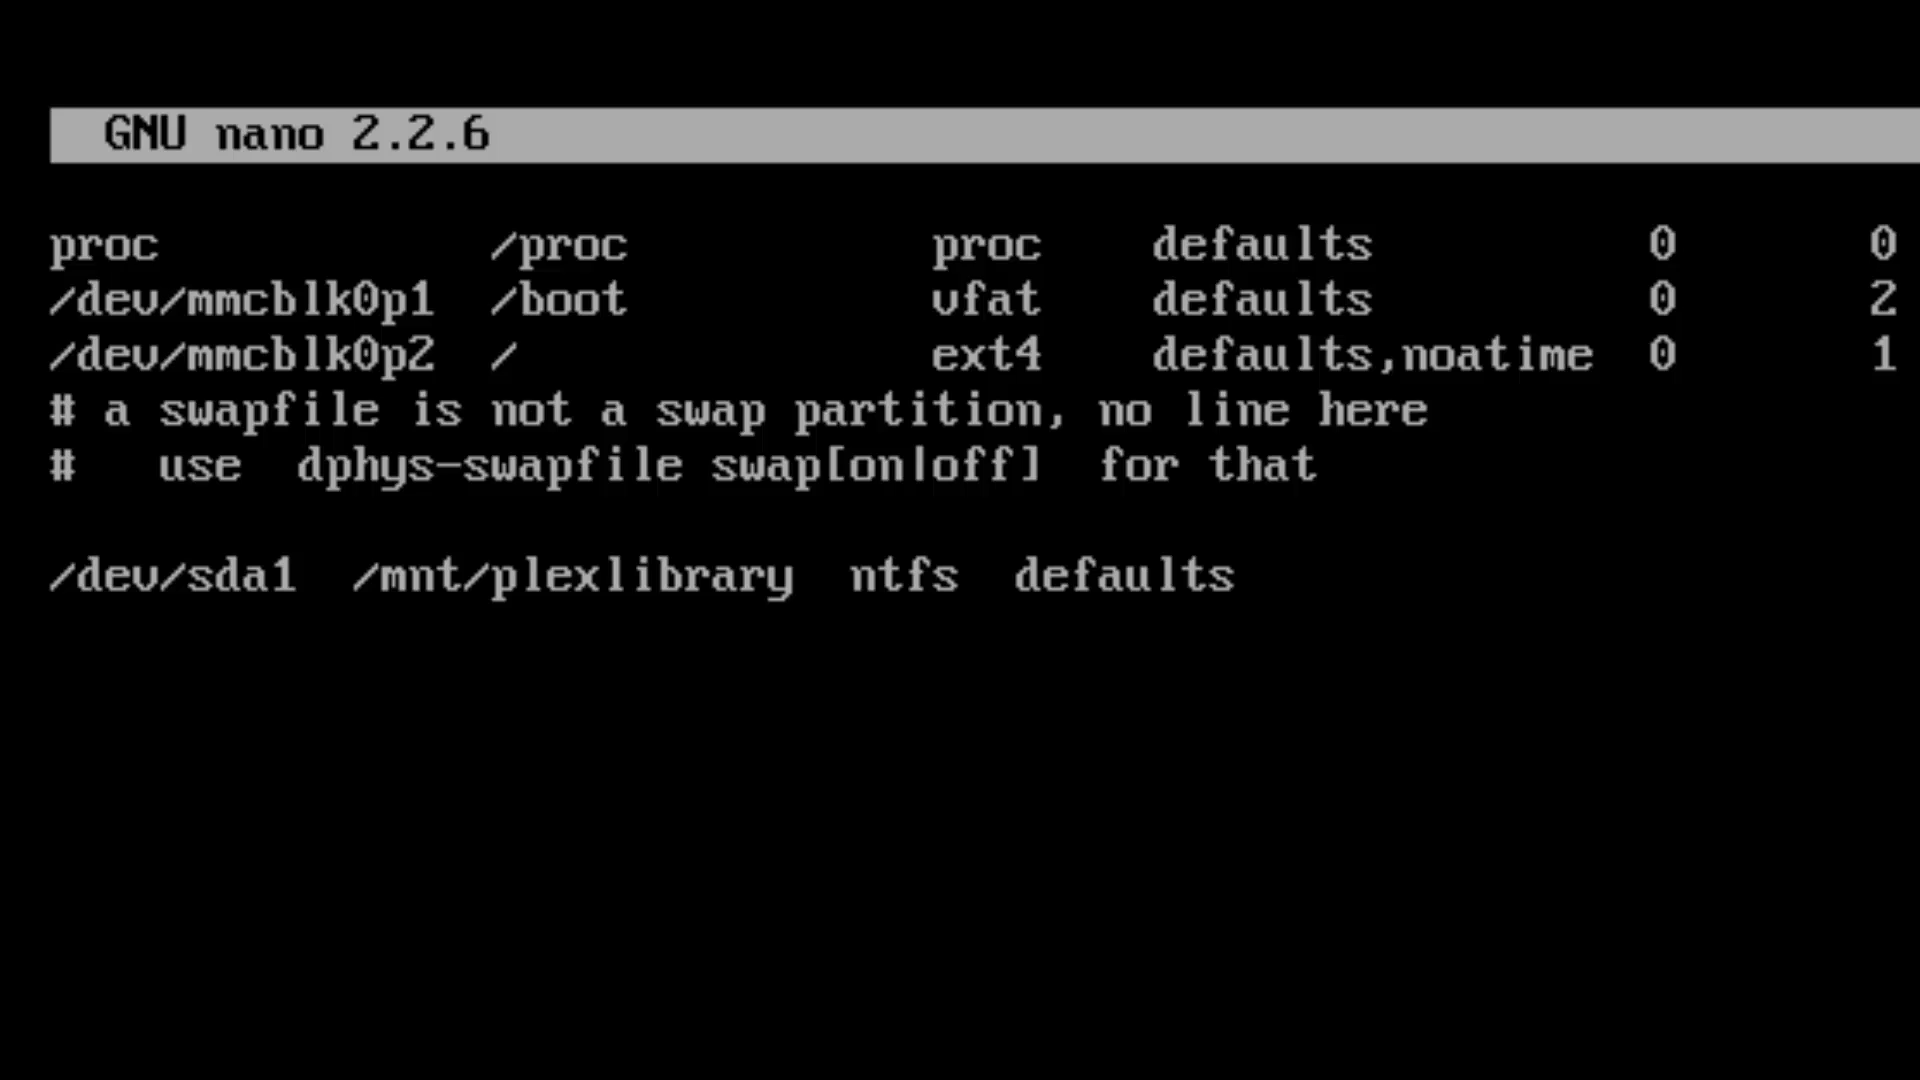 GNU nano 2.2.6
proc /proc proc defaults 0 0
/dev/mmcblk0p1 /boot vfat defaults 0 2
/dev/mmcblk0p2 / ext4 defaults,noatime 0 1
# a swapfile is not a swap partition, no line here
#   use  dphys-swapfile swap[on|off]  for that
/dev/sda1  /mnt/plexlibrary  ntfs  defaults